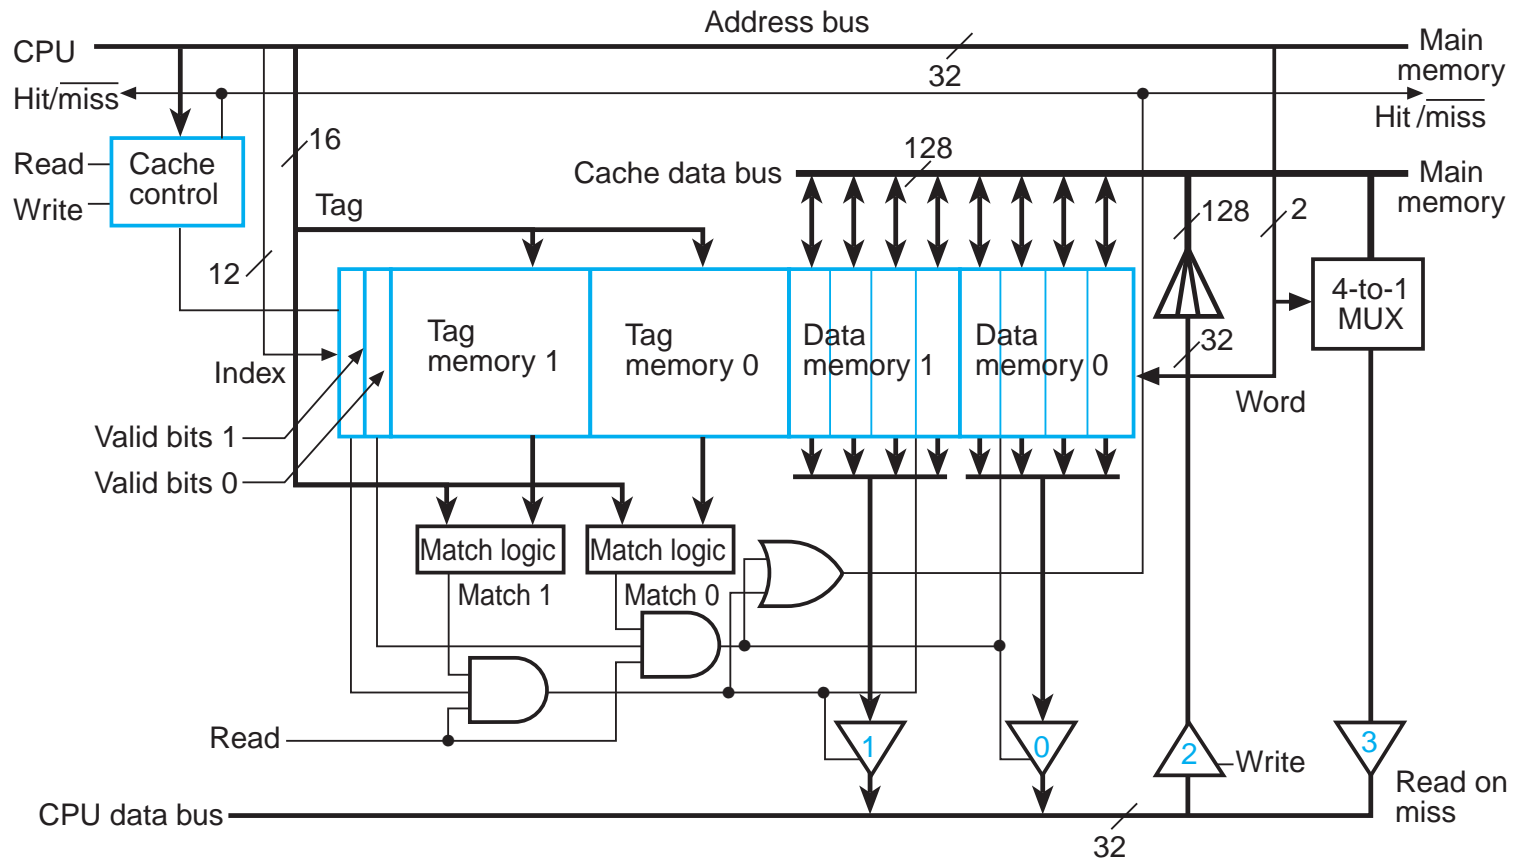 Address bus
CPU
32
Main
memory
Hit/miss
Hit /miss
16
128
Read
Cache
control
Cache data bus
Main
memory
Write
Tag
128
2
12
4-to-1
MUX
Tag
memory 1
Tag
memory 0
Data
memory 1
Data
memory 0
32
Index
Word
Valid bits 1
Valid bits 0
Match logic
Match logic
Match 1
Match 0
Read
1
0
2
3
Write
Read on
miss
CPU data bus
32